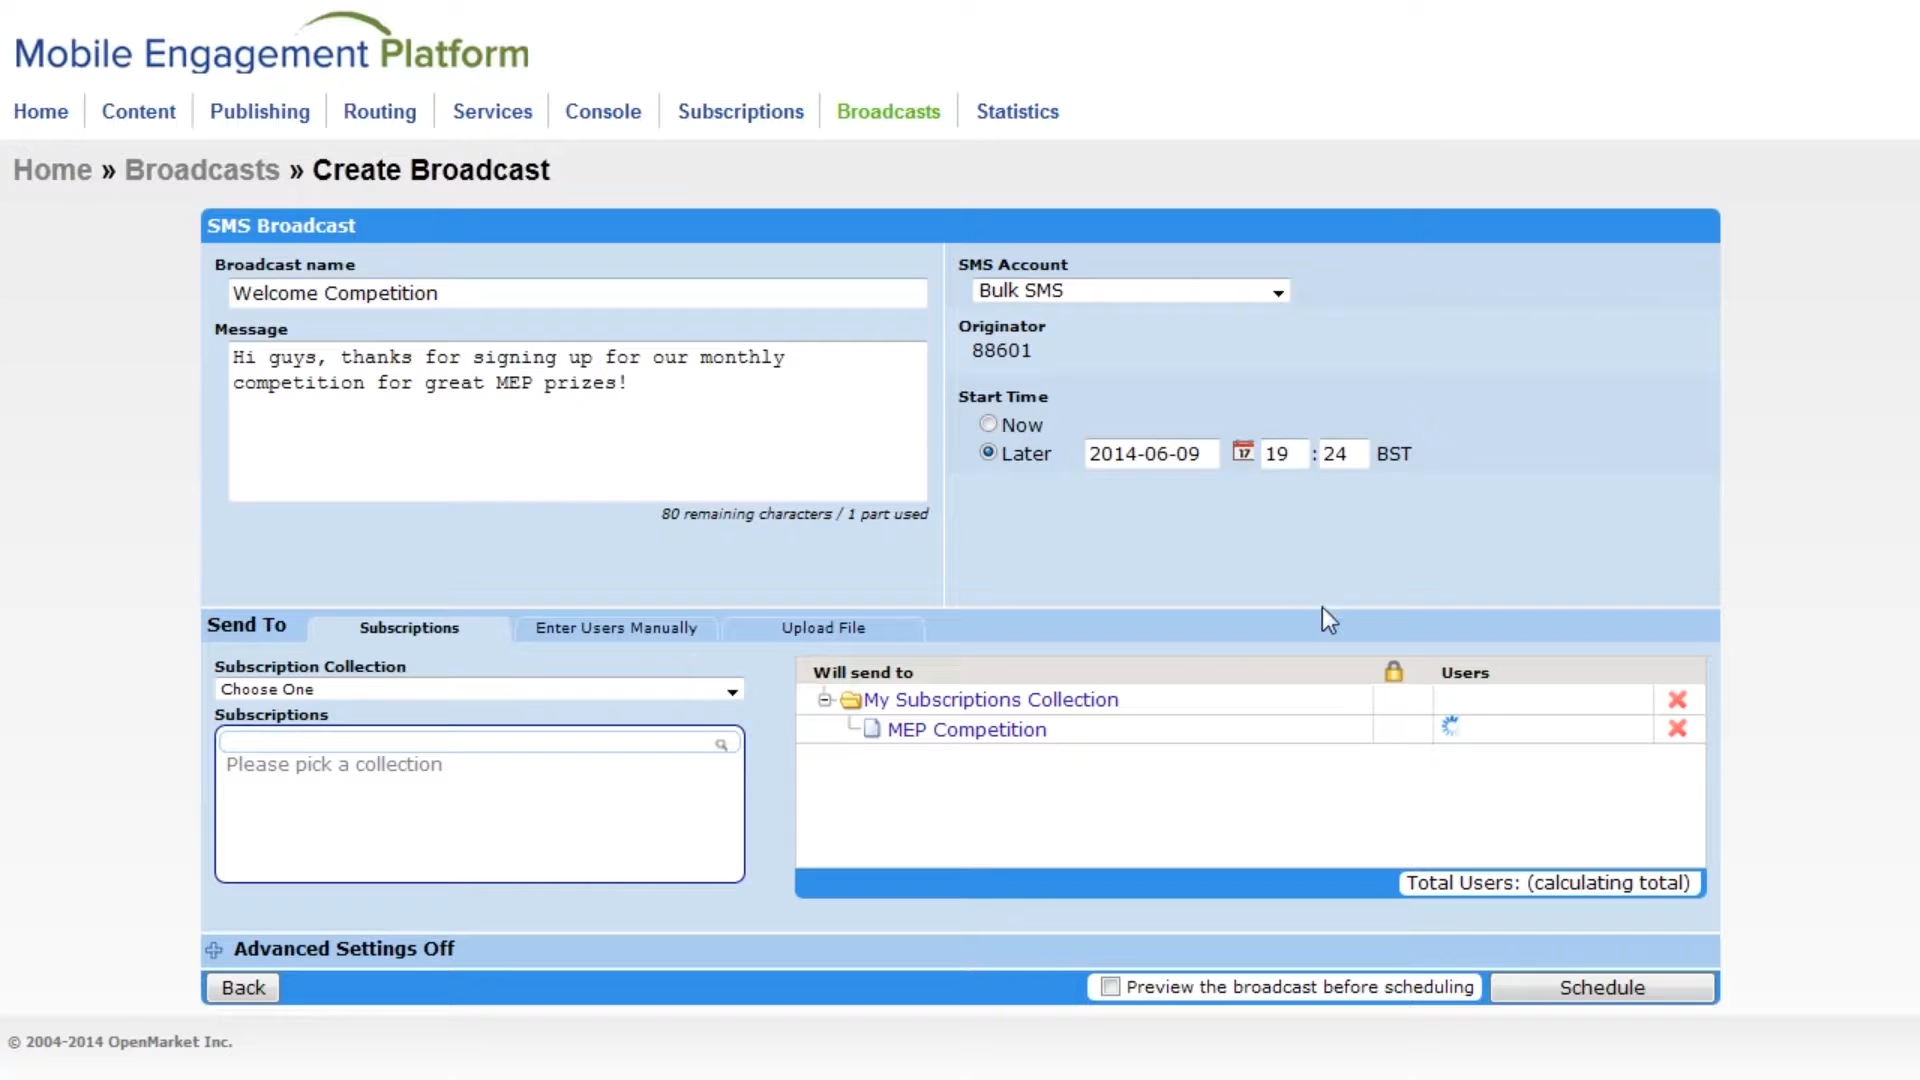 Mobile Engagement Platform
Home Content Publishing Routing Services Console Subscriptions Broadcasts Statistics
Home » Broadcasts » Create Broadcast
SMS Broadcast
Broadcast name
Welcome Competition
Message
Hi guys, thanks for signing up for our monthly
competition for great MEP prizes!
80 remaining characters / 1 part used
SMS Account
Bulk SMS
Originator
88601
Start Time
Now
Later 2014-06-09 17 19 : 24 BST
Send To Subscriptions Enter Users Manually Upload File
Subscription Collection
Choose One
Subscriptions
Please pick a collection
Will send to Users
My Subscriptions Collection
MEP Competition
Total Users: (calculating total)
Advanced Settings Off
Back Preview the broadcast before scheduling Schedule
© 2004-2014 OpenMarket Inc.